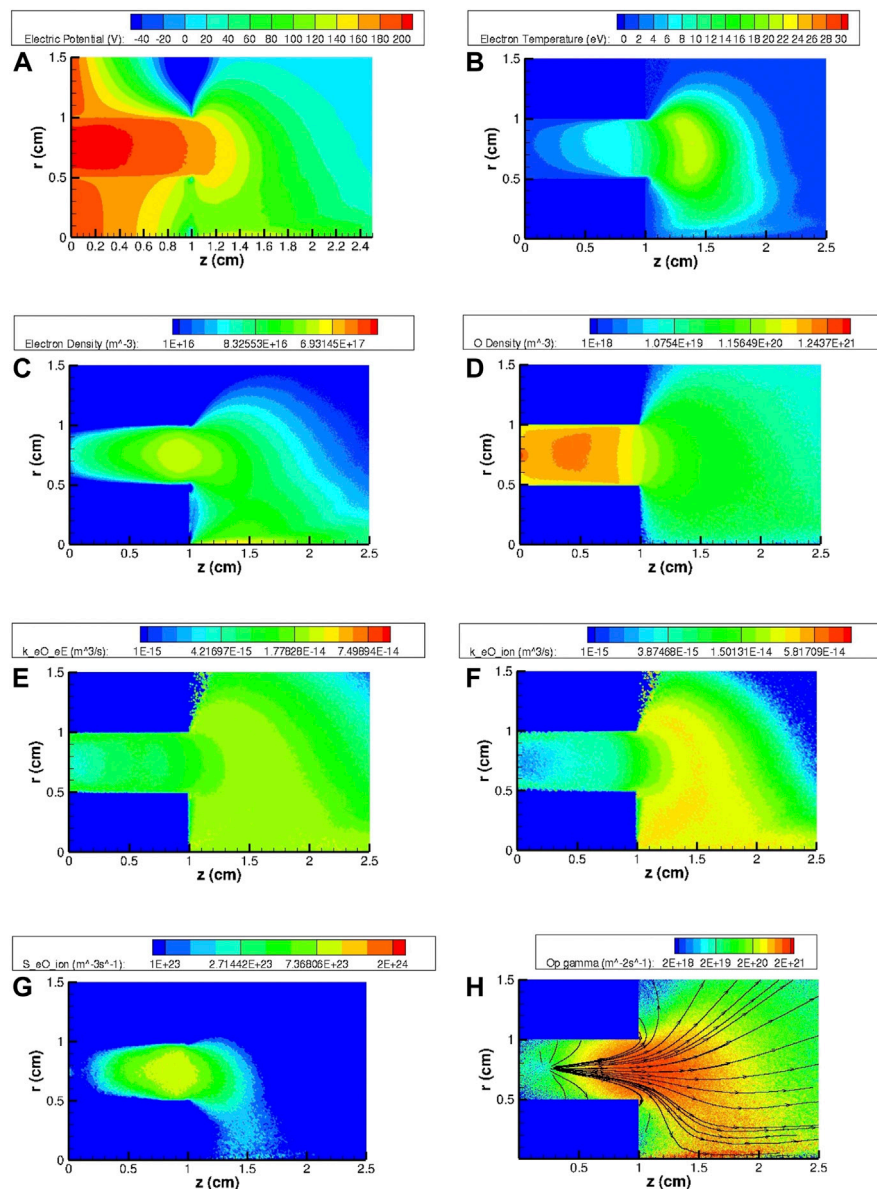 Electric Potential (V): -40 -20 0 20 40 60 80 100 120 140 160 180 200
A
1.5
1
0.5
0
r (cm)
0 0.2 0.4 0.6 0.8 1 1.2 1.4 1.6 1.8 2 2.2 2.4
z (cm)
Electron Temperature (eV): 0 2 4 6 8 10 12 14 16 18 20 22 24 26 28 30
B
1.5
1
0.5
0
r (cm)
0 0.5 1 1.5 2 2.5
z (cm)
Electron Density (m^-3): 1E+16 8.32553E+16 6.93145E+17
C
1.5
1
0.5
0
r (cm)
0 0.5 1 1.5 2 2.5
z (cm)
O Density (m^-3): 1E+18 1.0754E+19 1.15649E+20 1.2437E+21
D
1.5
1
0.5
0
r (cm)
0 0.5 1 1.5 2 2.5
z (cm)
k_eO_eE (m^3/s): 1E-15 4.21697E-15 1.77828E-14 7.49894E-14
E
1.5
1
0.5
0
r (cm)
0 0.5 1 1.5 2 2.5
z (cm)
k_eO_ion (m^3/s): 1E-15 3.87468E-15 1.50131E-14 5.81709E-14
F
1.5
1
0.5
0
r (cm)
0 0.5 1 1.5 2 2.5
z (cm)
S_eO_ion (m^-3s^-1): 1E+23 2.71442E+23 7.36806E+23 2E+24
G
1.5
1
0.5
0
r (cm)
0 0.5 1 1.5 2 2.5
z (cm)
Op gamma (m^-2s^-1): 2E+18 2E+19 2E+20 2E+21
H
1.5
1
0.5
r (cm)
0.5 1 1.5 2 2.5
z (cm)